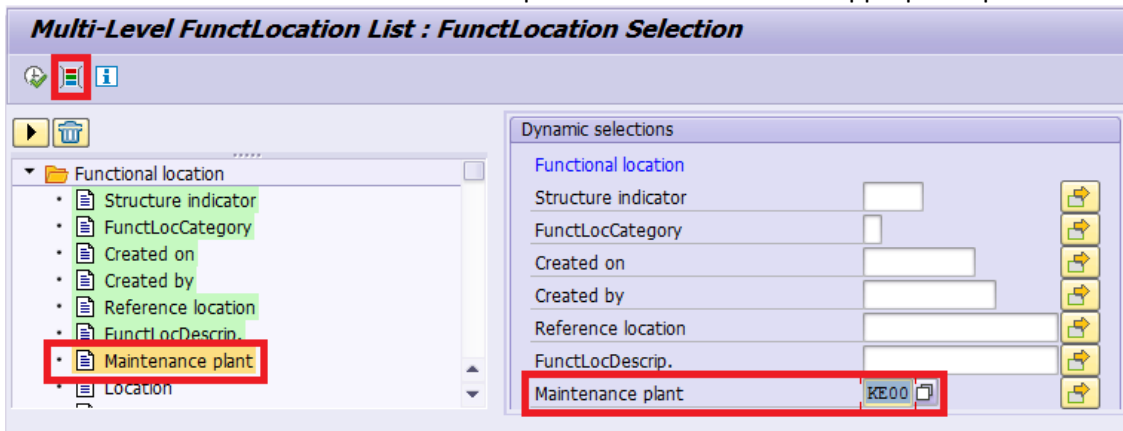 Multi-Level FunctLocation List : FunctLocation Selection
Dynamic selections
Functional location
Structure indicator
FunctLocCategory
Created on
Created by
Reference location
FunctLocDescrip.
Maintenance plant
Location
Functional location
Structure indicator
FunctLocCategory
Created on
Created by
Reference location
FunctLocDescrip.
Maintenance plant KE00